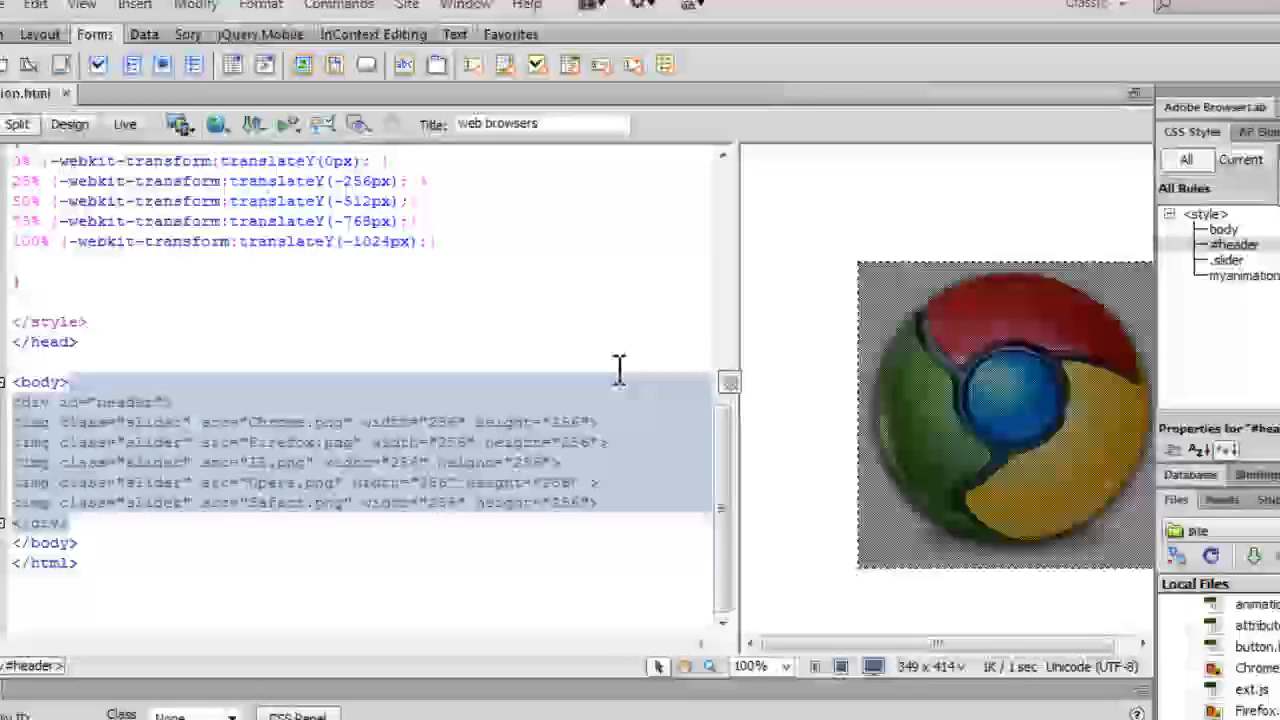 Edit View Insert Modify Format Commands Site Window Help Classic
Layout Forms Data Spry jQuery Mobile InContext Editing Text Favorites
ion.html ×
Split Design Live Title: web browsers
0% {-webkit-transform:translateY(0px); }
25% {-webkit-transform:translateY(-256px); }
50% {-webkit-transform:translateY(-512px);}
75% {-webkit-transform:translateY(-768px);}
100% {-webkit-transform:translateY(-1024px);}
}
</style>
</head>
<body>
<div id="header">
<img class="slider" src="Chrome.png" width="256" height="256">
<img class="slider" src="Firefox.png" width="256" height="256">
<img class="slider" src="IE.png" width="256" height="256">
<img class="slider" src="Opera.png" width="256" height="256" >
<img class="slider" src="Safari.png" width="256" height="256">
</div>
</body>
</html>
#header>
100% 349 x 414 1K / 1 sec Unicode (UTF-8)
Class None CSS Panel
Adobe BrowserLab
CSS Styles AP
All Current
All Rules
<style>
body
#header
.slider
myanimation
Properties for "#hea
Databases Bindings
Files Assets
site
Local Files
animatio
attribute
button.
Chrome
ext.js
Firefox.